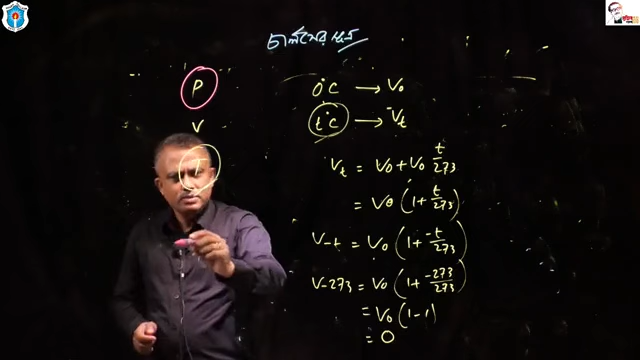 চার্লসের সূত্র
P
V
T
0°C → V₀
t°C → Vₜ
Vₜ = V₀ + V₀ t/273
= V₀ (1 + t/273)
V₋ₜ = V₀ (1 + -t/273)
V₋₂₇₃ = V₀ (1 + -273/273)
= V₀ (1 - 1)
= 0